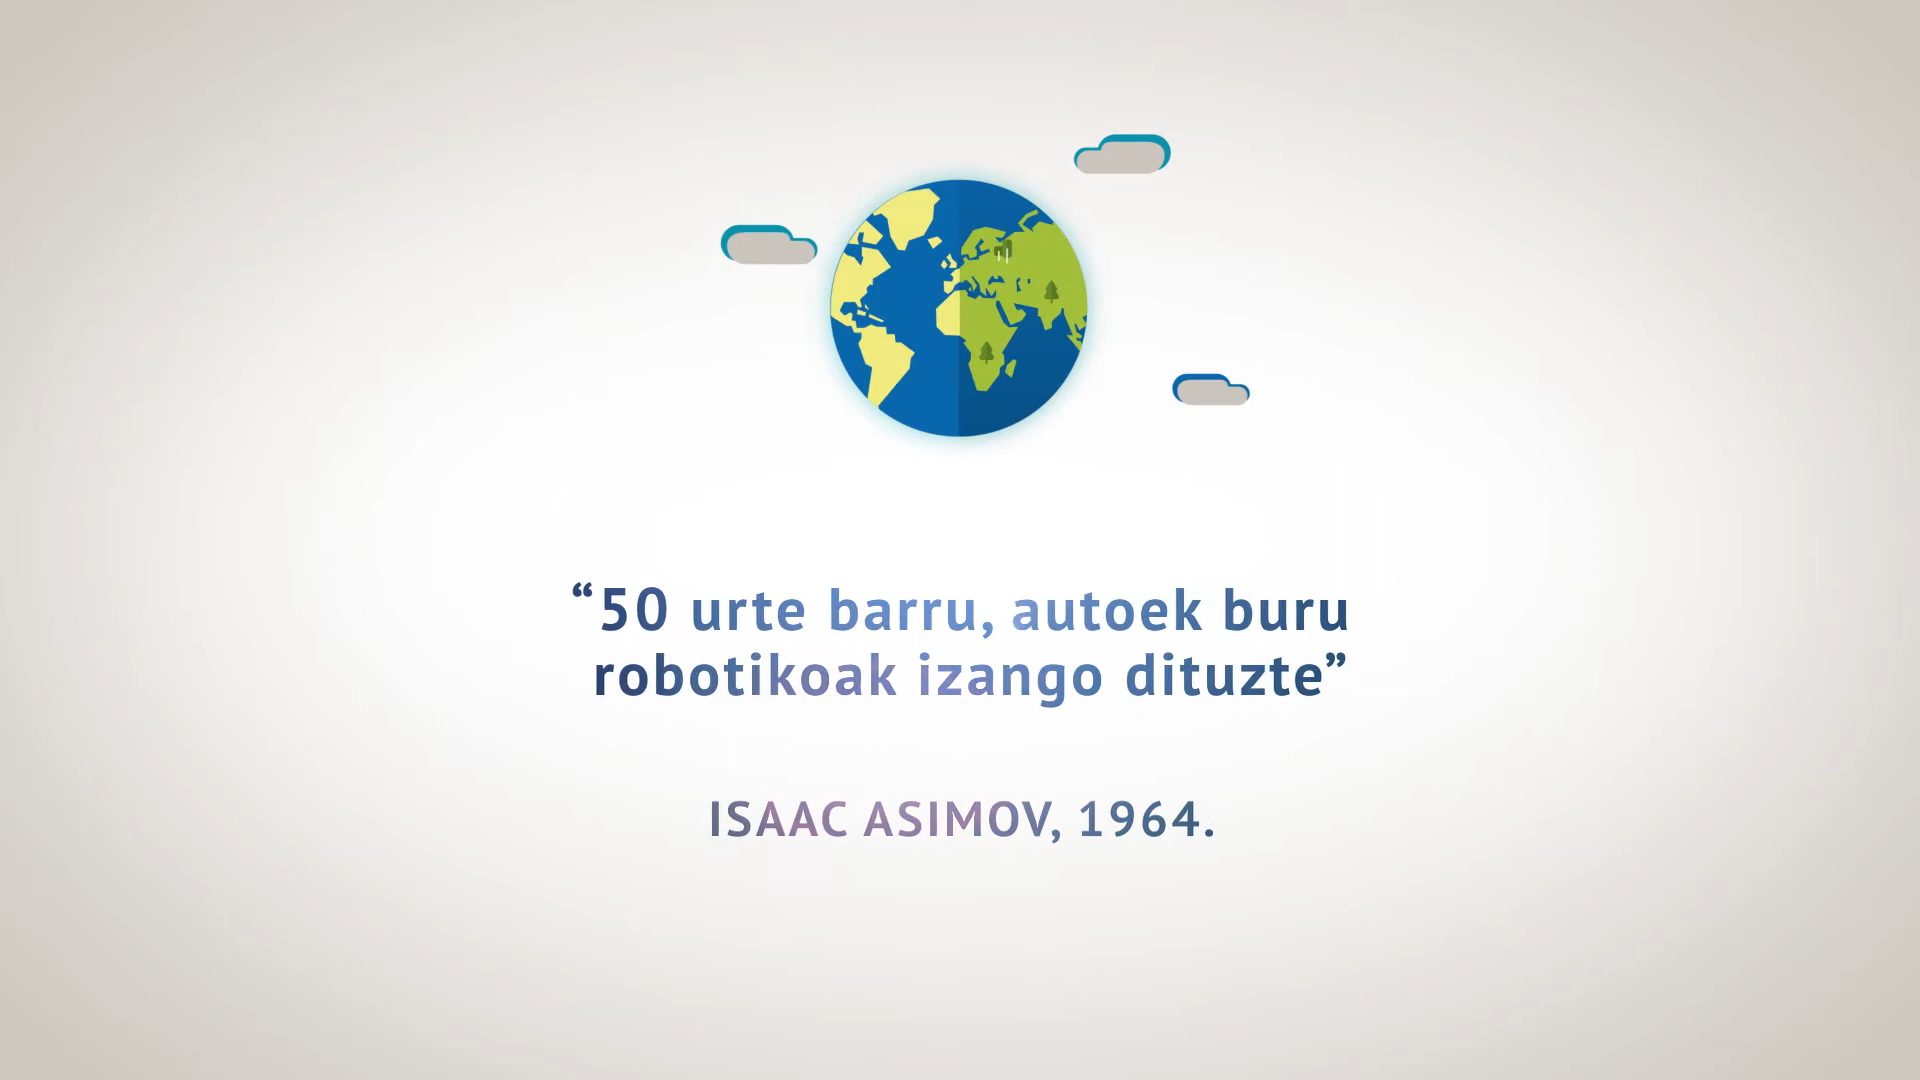 “50 urte barru, autoek buru
robotikoak izango dituzte”
ISAAC ASIMOV, 1964.